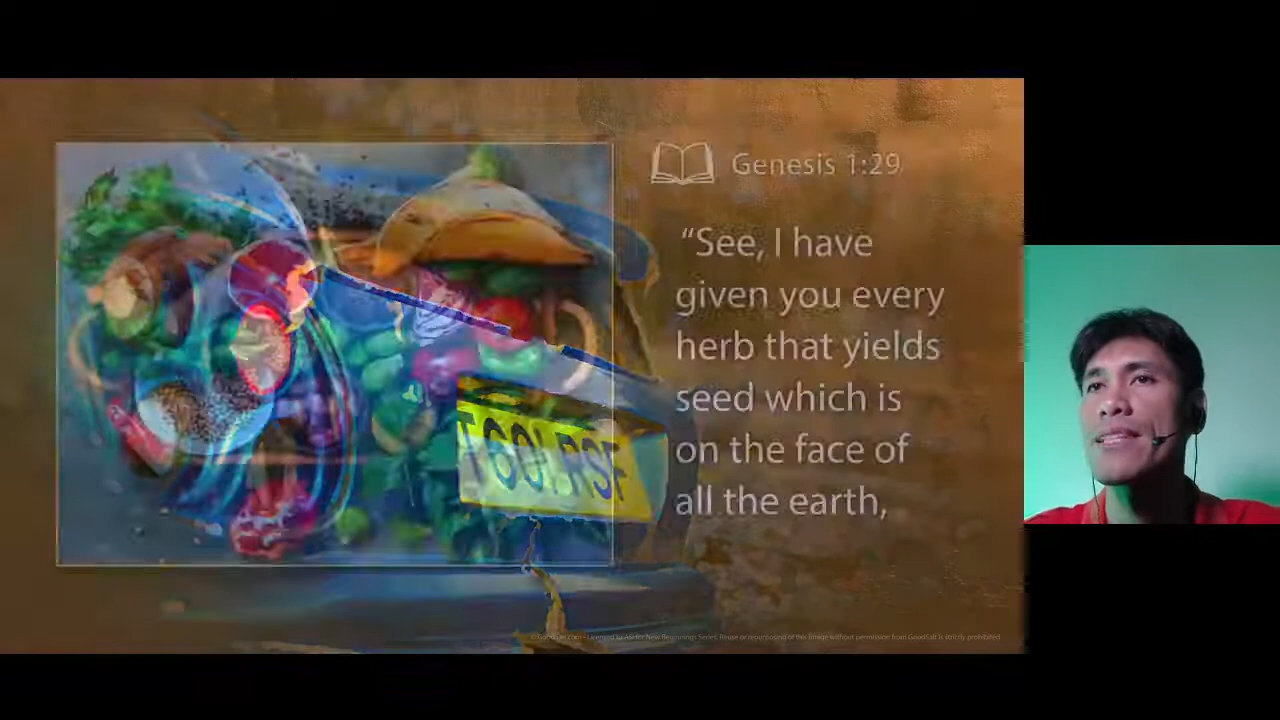 Genesis 1:29
“See, I have
given you every
herb that yields
seed which is
on the face of
all the earth,